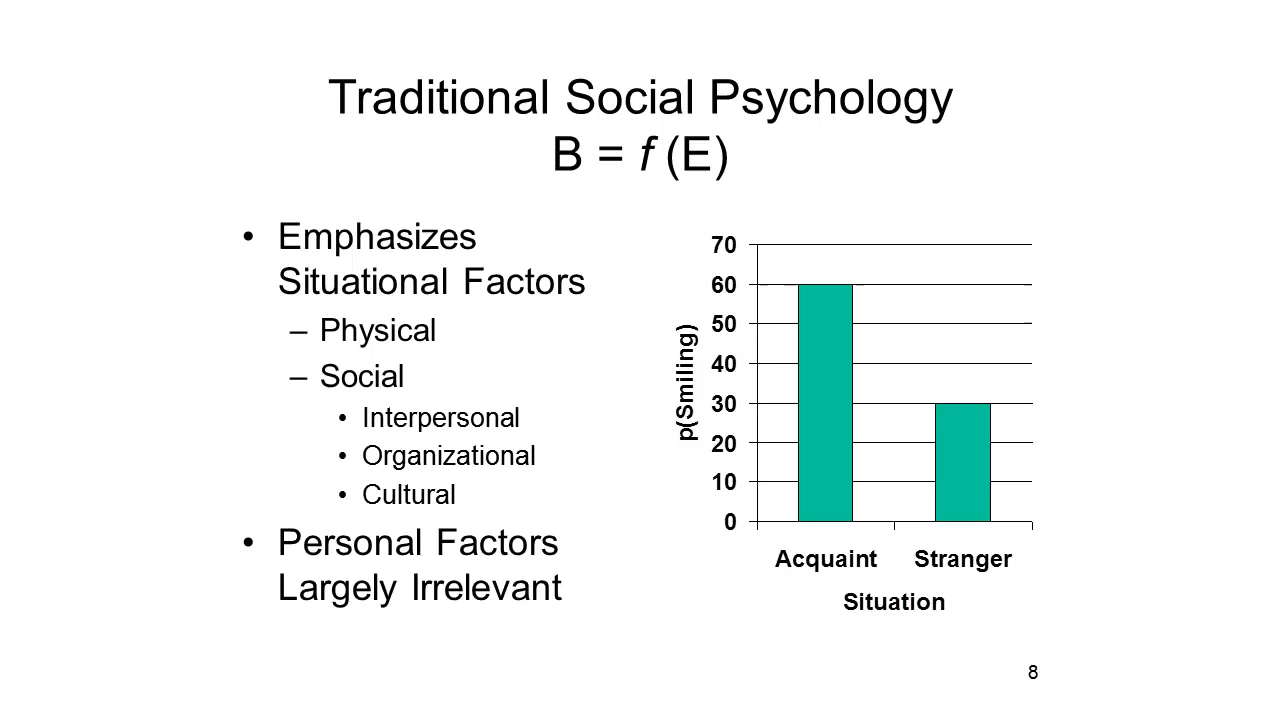 Traditional Social Psychology
B = f (E)
• Emphasizes
Situational Factors
– Physical
– Social
• Interpersonal
• Organizational
• Cultural
• Personal Factors
Largely Irrelevant
70
60
50
40
30
20
10
0
p(Smiling)
Acquaint Stranger
Situation
8